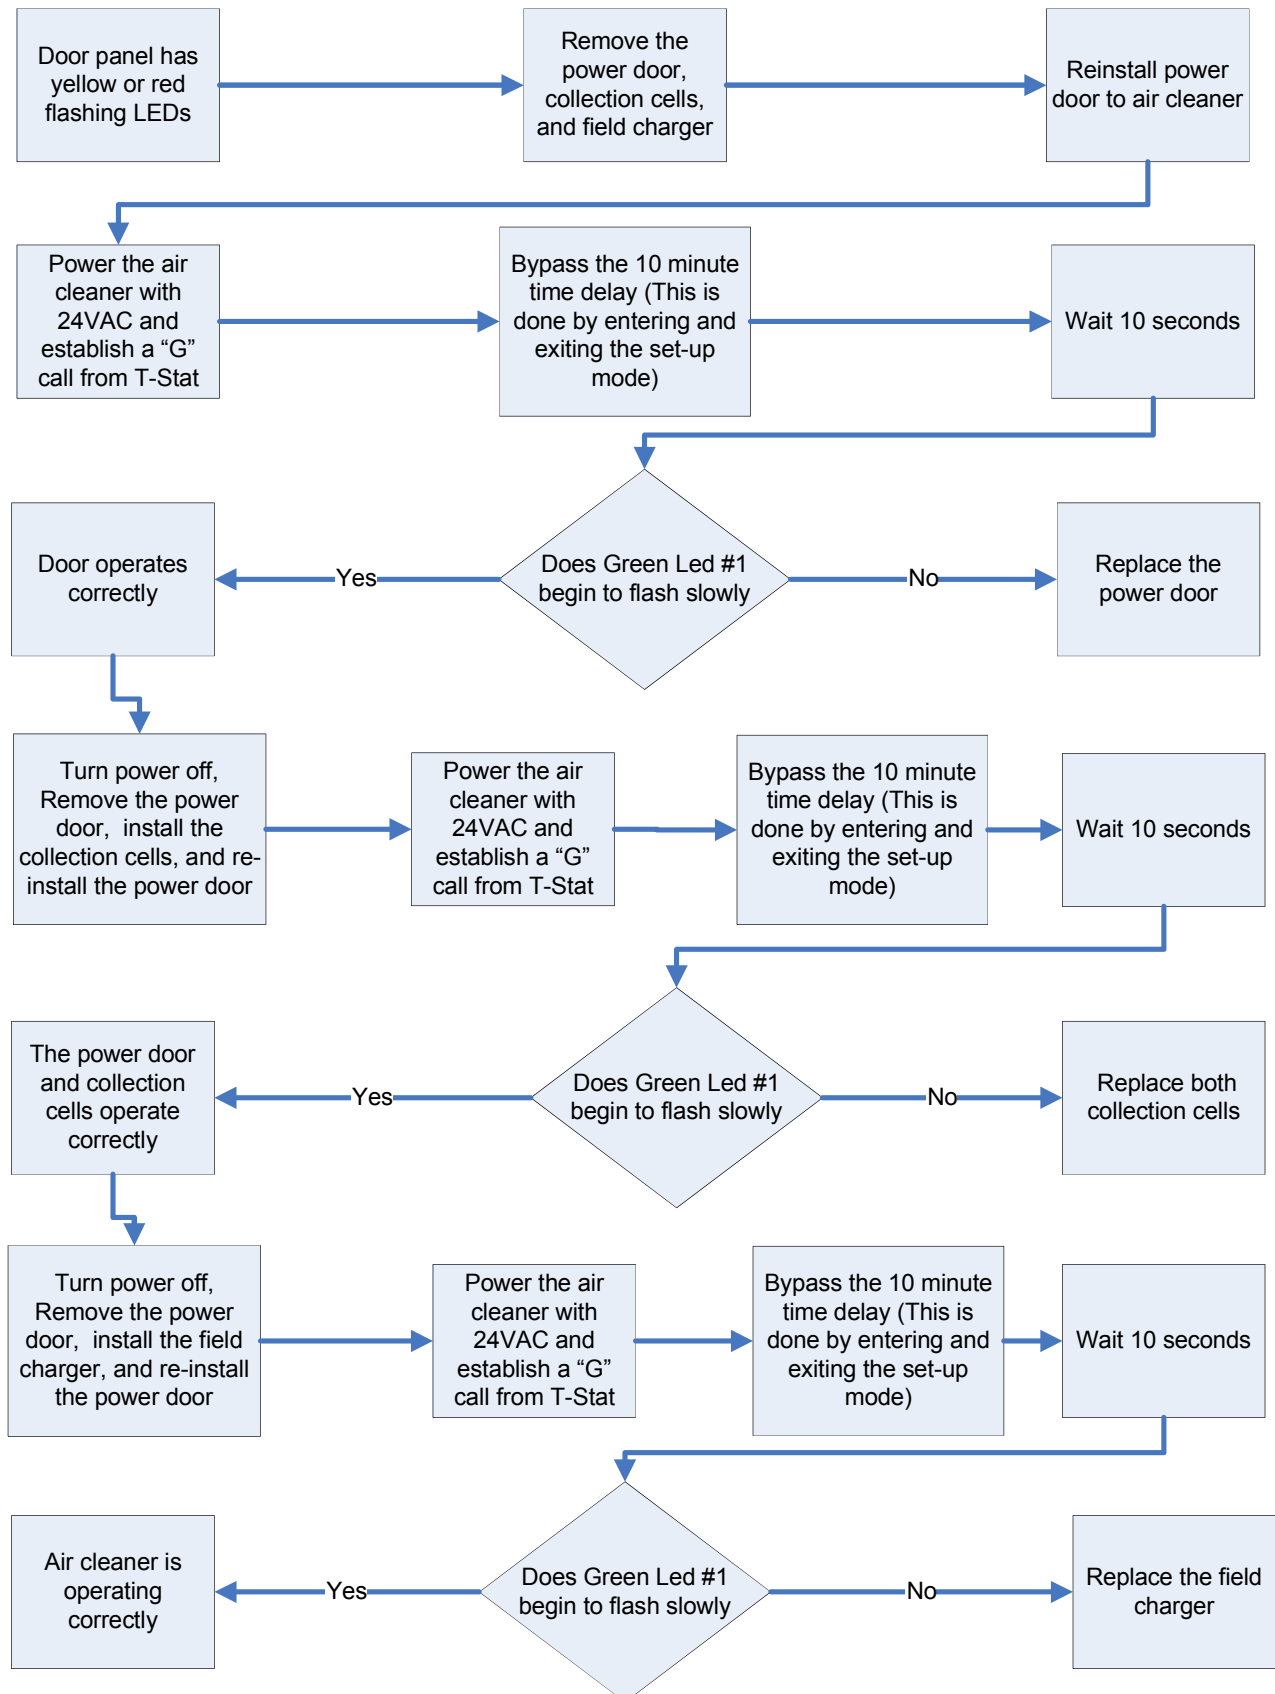 Door panel has
yellow or red
flashing LEDs
Remove the
power door,
collection cells,
and field charger
Reinstall power
door to air cleaner
Power the air
cleaner with
24VAC and
establish a “G”
call from T-Stat
Bypass the 10 minute
time delay (This is
done by entering and
exiting the set-up
mode)
Wait 10 seconds
Does Green Led #1
begin to flash slowly
Yes
Door operates
correctly
No
Replace the
power door
Turn power off,
Remove the power
door, install the
collection cells, and re-
install the power door
Power the air
cleaner with
24VAC and
establish a “G”
call from T-Stat
Bypass the 10 minute
time delay (This is
done by entering and
exiting the set-up
mode)
Wait 10 seconds
Does Green Led #1
begin to flash slowly
Yes
The power door
and collection
cells operate
correctly
No
Replace both
collection cells
Turn power off,
Remove the power
door, install the field
charger, and re-install
the power door
Power the air
cleaner with
24VAC and
establish a “G”
call from T-Stat
Bypass the 10 minute
time delay (This is
done by entering and
exiting the set-up
mode)
Wait 10 seconds
Does Green Led #1
begin to flash slowly
Yes
Air cleaner is
operating
correctly
No
Replace the field
charger